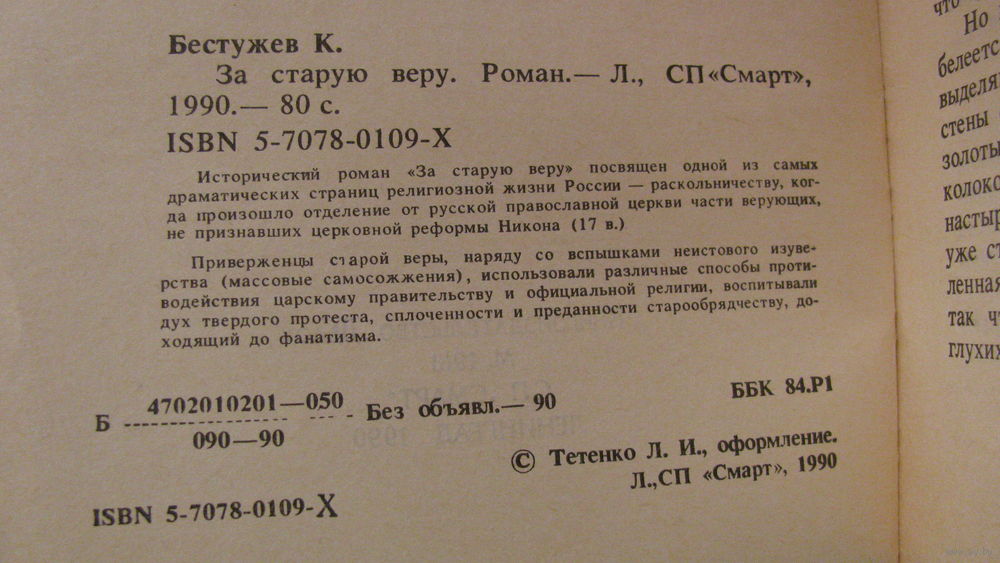 Бестужев К.
За старую веру. Роман.— Л., СП«Смарт»,
1990.— 80 с.
ISBN 5-7078-0109-X
Исторический роман «За старую веру» посвящен одной из самых
драматических страниц религиозной жизни России — раскольничеству, ког-
да произошло отделение от русской православной церкви части верующих,
не признавших церковной реформы Никона (17 в.)
Приверженцы старой веры, наряду со вспышками неистового изуве-
рства (массовые самосожжения), использовали различные способы проти-
водействия царскому правительству и официальной религии, воспитывали
дух твердого протеста, сплоченности и преданности старообрядчеству, до-
ходящий до фанатизма.
Б 4702010201—050 Без объявл.— 90
090—90
ББК 84.Р1
© Тетенко Л. И., оформление.
Л.,СП «Смарт», 1990
ISBN 5-7078-0109-X
что
Но
белеетс
выделя
стены
золоты
колоко
настыр
уже ст
ленная
так ч
глухих